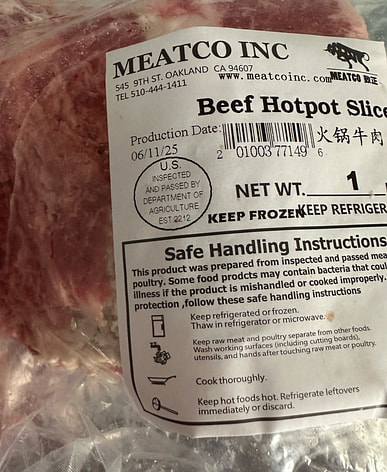 MEATCO INC
545 9TH ST. OAKLAND CA 94607
TEL 510-444-1411 www.meatcoinc.com
MEATCO
Beef Hotpot Slice
Production Date:
06/11/25
火锅牛肉
2 01003 77149 6
U.S.
INSPECTED
AND PASSED BY
DEPARTMENT OF
AGRICULTURE
EST 2212
NET WT. 1
KEEP FROZEN KEEP REFRIGER
Safe Handling Instructions
This product was prepared from inspected and passed mea
poultry. Some food prodcts may contain bacteria that coul
illness if the product is mishandled or cooked improperly.
protection ,follow these safe handling instructions
Keep refrigerated or frozen.
Thaw in refrigerator or microwave.
Keep raw meat and poultry separate from other foods.
Wash working surfaces (including cutting boards),
utensils, and hands after touching raw meat or poultry.
Cook thoroughly.
Keep hot foods hot. Refrigerate leftovers
immediately or discard.